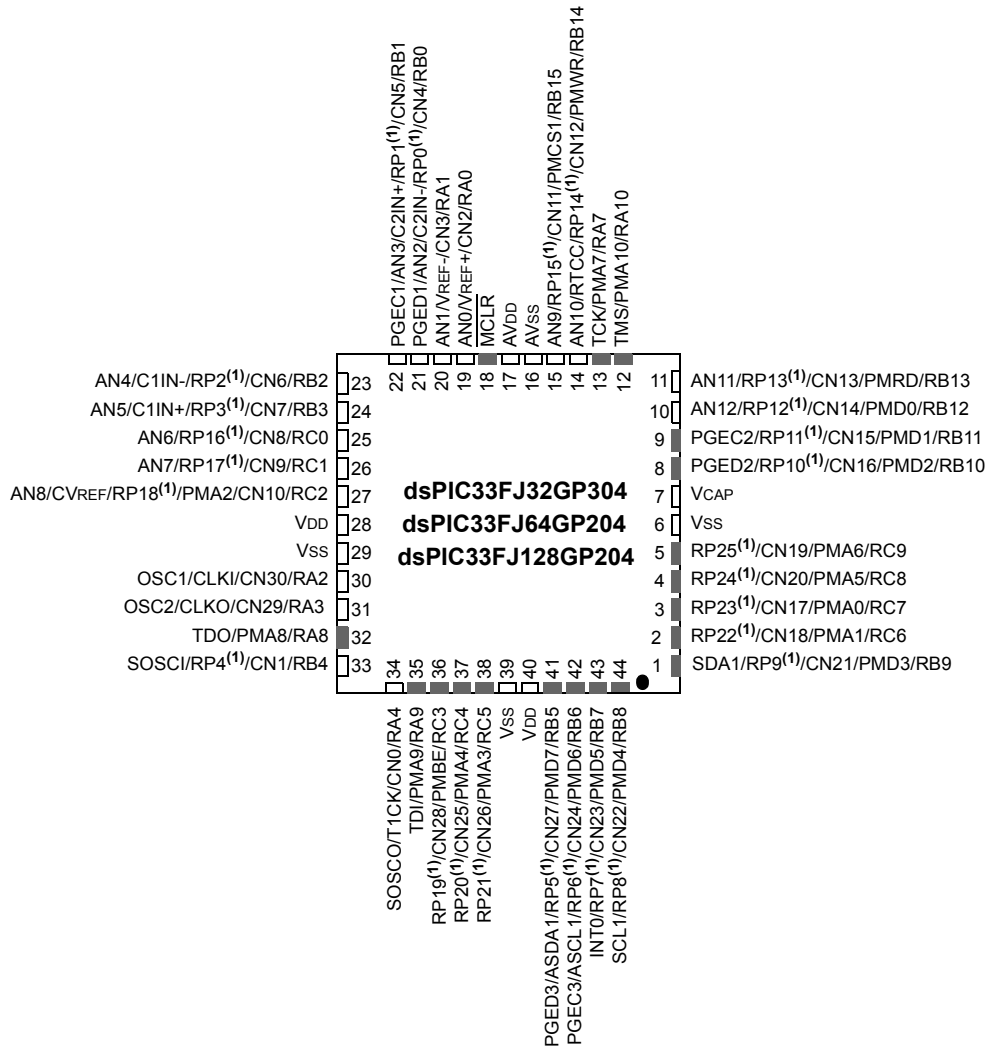 PGEC1/AN3/C2IN+/RP1(1)/CN5/RB1
PGED1/AN2/C2IN-/RP0(1)/CN4/RB0
AN1/VREF-/CN3/RA1
AN0/VREF+/CN2/RA0
MCLR
AVDD
AVSS
AN9/RP15(1)/CN11/PMCS1/RB15
AN10/RTCC/RP14(1)/CN12/PMWR/RB14
TCK/PMA7/RA7
TMS/PMA10/RA10
22
21
20
19
18
17
16
15
14
13
12
AN4/C1IN-/RP2(1)/CN6/RB2 23
AN5/C1IN+/RP3(1)/CN7/RB3 24
AN6/RP16(1)/CN8/RC0 25
AN7/RP17(1)/CN9/RC1 26
AN8/CVREF/RP18(1)/PMA2/CN10/RC2 27
VDD 28
VSS 29
OSC1/CLKI/CN30/RA2 30
OSC2/CLKO/CN29/RA3 31
TDO/PMA8/RA8 32
SOSCI/RP4(1)/CN1/RB4 33
dsPIC33FJ32GP304
dsPIC33FJ64GP204
dsPIC33FJ128GP204
11 AN11/RP13(1)/CN13/PMRD/RB13
10 AN12/RP12(1)/CN14/PMD0/RB12
9 PGEC2/RP11(1)/CN15/PMD1/RB11
8 PGED2/RP10(1)/CN16/PMD2/RB10
7 VCAP
6 VSS
5 RP25(1)/CN19/PMA6/RC9
4 RP24(1)/CN20/PMA5/RC8
3 RP23(1)/CN17/PMA0/RC7
2 RP22(1)/CN18/PMA1/RC6
1 SDA1/RP9(1)/CN21/PMD3/RB9
34
35
36
37
38
39
40
41
42
43
44
SOSCO/T1CK/CN0/RA4
TDI/PMA9/RA9
RP19(1)/CN28/PMBE/RC3
RP20(1)/CN25/PMA4/RC4
RP21(1)/CN26/PMA3/RC5
VSS
VDD
PGED3/ASDA1/RP5(1)/CN27/PMD7/RB5
PGEC3/ASCL1/RP6(1)/CN24/PMD6/RB6
INT0/RP7(1)/CN23/PMD5/RB7
SCL1/RP8(1)/CN22/PMD4/RB8